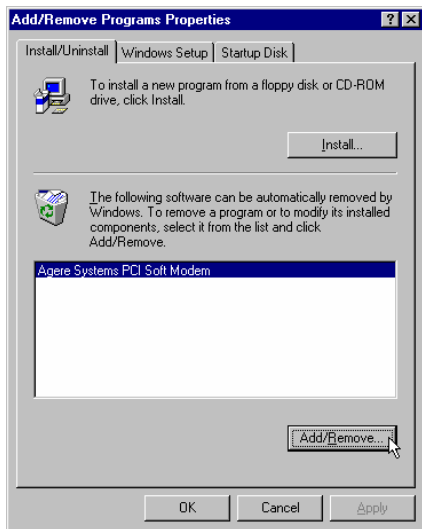 Add/Remove Programs Properties
Install/Uninstall
Windows Setup
Startup Disk
To install a new program from a floppy disk or CD-ROM
drive, click Install.
Install...
The following software can be automatically removed by
Windows. To remove a program or to modify its installed
components, select it from the list and click
Add/Remove.
Agere Systems PCI Soft Modem
Add/Remove...
OK
Cancel
Apply